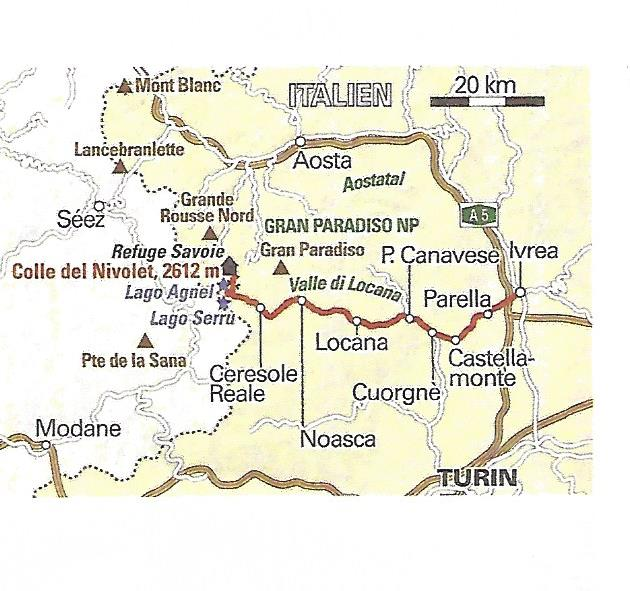 Mont Blanc
ITALIEN
20 km
Lancebranlette
Aosta
Aostatal
A 5
Séez
Grande
Rousse Nord
GRAN PARADISO NP
Refuge Savoie
Gran Paradiso
P. Canavese
Ivrea
Colle del Nivolet, 2612 m
Lago Agnel
Valle di Locana
Parella
Lago Serru
Locana
Pte de la Sana
Ceresole
Reale
Castella-
monte
Cuorgnè
Modane
Noasca
TURIN